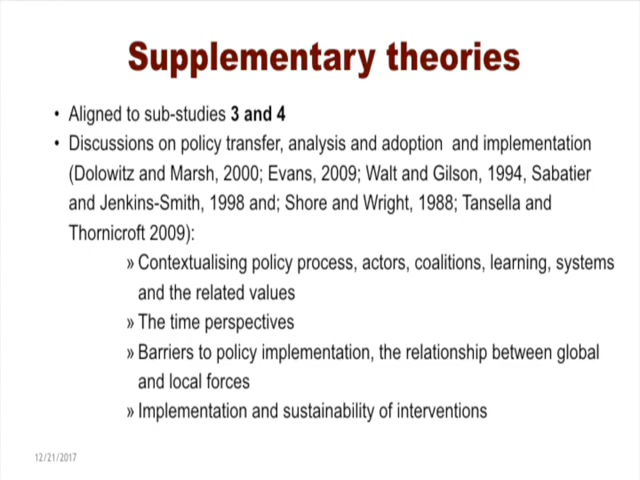 Supplementary theories
• Aligned to sub-studies 3 and 4
• Discussions on policy transfer, analysis and adoption and implementation
(Dolowitz and Marsh, 2000; Evans, 2009; Walt and Gilson, 1994, Sabatier
and Jenkins-Smith, 1998 and; Shore and Wright, 1988; Tansella and
Thornicroft 2009):
» Contextualising policy process, actors, coalitions, learning, systems
and the related values
» The time perspectives
» Barriers to policy implementation, the relationship between global
and local forces
» Implementation and sustainability of interventions
12/21/2017